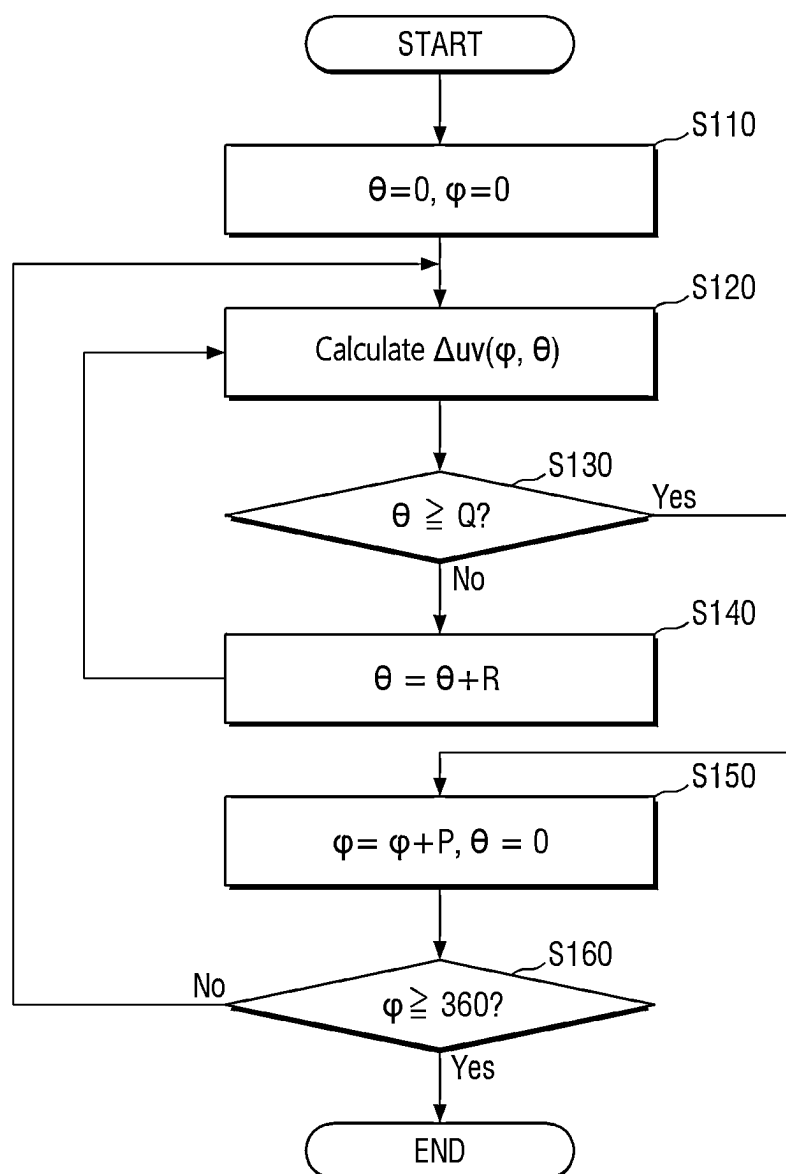 START
S110
θ=0, φ=0
S120
Calculate Δuv(φ, θ)
S130
θ ≧ Q?
Yes
No
S140
θ = θ+R
S150
φ= φ+P, θ = 0
S160
No
φ≧ 360?
Yes
END